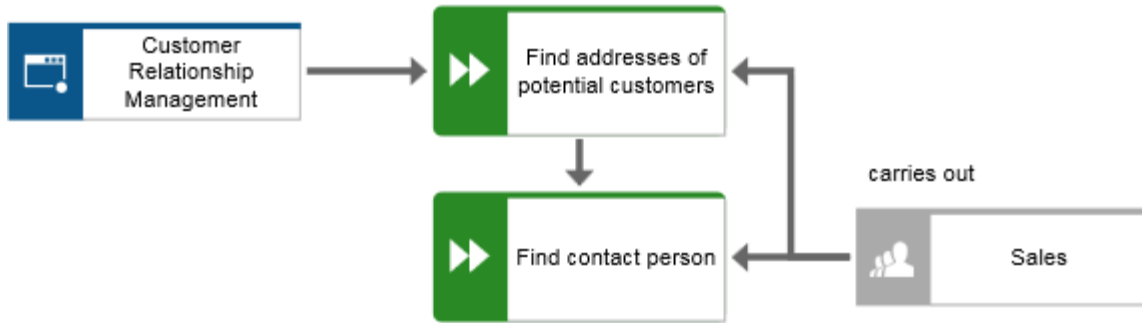 Customer
Relationship
Management
Find addresses of
potential customers
carries out
Find contact person
Sales